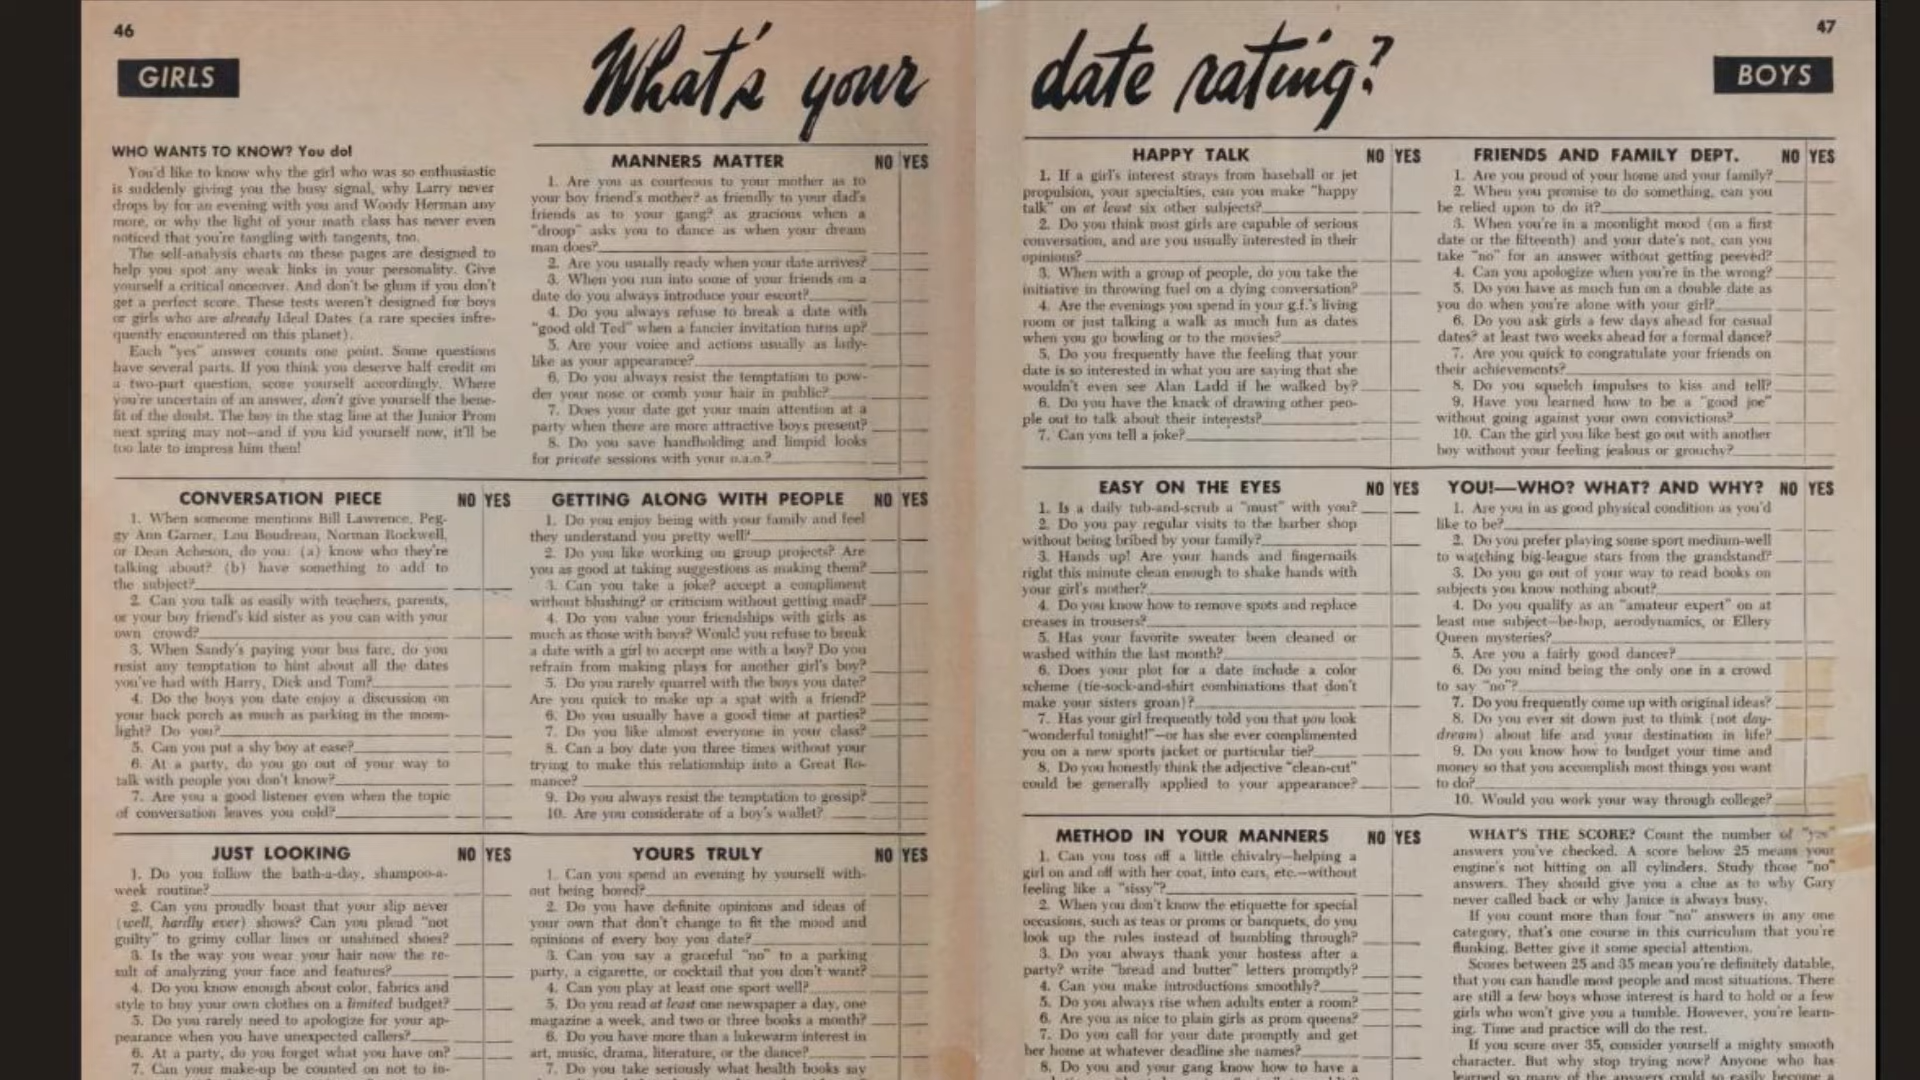 46
GIRLS
What's your
WHO WANTS TO KNOW? You do!
You'd like to know why the girl who was so enthusiastic
is suddenly giving you the busy signal, why Larry never
drops by for an evening with you and Woody Herman any
more, or why the light of your math class has never even
noticed that you're tangling with tangents, too.
The self-analysis charts on these pages are designed to
help you spot any weak links in your personality. Give
yourself a critical onceover. And don't be glum if you don't
get a perfect score. These tests weren't designed for boys
or girls who are already Ideal Dates (a rare species infre-
quently encountered on this planet).
Each "yes" answer counts one point. Some questions
have several parts. If you think you deserve half credit on
a two-part question, score yourself accordingly. Where
you're uncertain of an answer, don't give yourself the bene-
fit of the doubt. The boy in the stag line at the Junior Prom
next spring may not—and if you kid yourself now, it'll be
too late to impress him then!
MANNERS MATTER NO YES
1. Are you as courteous to your mother as to
your boy friend's mother? as friendly to your dad's
friends as to your gang? as gracious when a
"droop" asks you to dance as when your dream
man does?
2. Are you usually ready when your date arrives?
3. When you run into some of your friends on a
date do you always introduce your escort?
4. Do you always refuse to break a date with
"good old Ted" when a fancier invitation turns up?
5. Are your voice and actions usually as lady-
like as your appearance?
6. Do you always resist the temptation to pow-
der your nose or comb your hair in public?
7. Does your date get your main attention at a
party when there are more attractive boys present?
8. Do you save handholding and limpid looks
for private sessions with your o.a.o.?
CONVERSATION PIECE NO YES
1. When someone mentions Bill Lawrence, Peg-
gy Ann Garner, Lou Boudreau, Norman Rockwell,
or Dean Acheson, do you: (a) know who they're
talking about? (b) have something to add to
the subject?
2. Can you talk as easily with teachers, parents,
or your boy friend's kid sister as you can with your
own crowd?
3. When Sandy's paying your bus fare, do you
resist any temptation to hint about all the dates
you've had with Harry, Dick and Tom?
4. Do the boys you date enjoy a discussion on
your back porch as much as parking in the moon-
light? Do you?
5. Can you put a shy boy at ease?
6. At a party, do you go out of your way to
talk with people you don't know?
7. Are you a good listener even when the topic
of conversation leaves you cold?
GETTING ALONG WITH PEOPLE NO YES
1. Do you enjoy being with your family and feel
they understand you pretty well?
2. Do you like working on group projects? Are
you as good at taking suggestions as making them?
3. Can you take a joke? accept a compliment
without blushing? or criticism without getting mad?
4. Do you value your friendships with girls as
much as those with boys? Would you refuse to break
a date with a girl to accept one with a boy? Do you
refrain from making plays for another girl's boy?
5. Do you rarely quarrel with the boys you date?
Are you quick to make up a spat with a friend?
6. Do you usually have a good time at parties?
7. Do you like almost everyone in your class?
8. Can a boy date you three times without your
trying to make this relationship into a Great Ro-
mance?
9. Do you always resist the temptation to gossip?
10. Are you considerate of a boy's wallet?
JUST LOOKING NO YES
1. Do you follow the bath-a-day, shampoo-a-
week routine?
2. Can you proudly boast that your slip never
(well, hardly ever) shows? Can you plead "not
guilty" to grimy collar lines or unshined shoes?
3. Is the way you wear your hair now the re-
sult of analyzing your face and features?
4. Do you know enough about color, fabrics and
style to buy your own clothes on a limited budget?
5. Do you rarely need to apologize for your ap-
pearance when you have unexpected callers?
6. At a party, do you forget what you have on?
7. Can your make-up be counted on not to in-
YOURS TRULY NO YES
1. Can you spend an evening by yourself with-
out being bored?
2. Do you have definite opinions and ideas of
your own that don't change to fit the mood and
opinions of every boy you date?
3. Can you say a graceful "no" to a parking
party, a cigarette, or cocktail that you don't want?
4. Can you play at least one sport well?
5. Do you read at least one newspaper a day, one
magazine a week, and two or three books a month?
6. Do you have more than a lukewarm interest in
art, music, drama, literature, or the dance?
7. Do you take seriously what health books say
47
date rating?
BOYS
HAPPY TALK NO YES
1. If a girl's interest strays from baseball or jet
propulsion, your specialties, can you make "happy
talk" on at least six other subjects?
2. Do you think most girls are capable of serious
conversation, and are you usually interested in their
opinions?
3. When with a group of people, do you take the
initiative in throwing fuel on a dying conversation?
4. Are the evenings you spend in your g.f.'s living
room or just talking a walk as much fun as dates
when you go bowling or to the movies?
5. Do you frequently have the feeling that your
date is so interested in what you are saying that she
wouldn't even see Alan Ladd if he walked by?
6. Do you have the knack of drawing other peo-
ple out to talk about their interests?
7. Can you tell a joke?
FRIENDS AND FAMILY DEPT. NO YES
1. Are you proud of your home and your family?
2. When you promise to do something, can you
be relied upon to do it?
3. When you're in a moonlight mood (on a first
date or the fifteenth) and your date's not, can you
take "no" for an answer without getting peeved?
4. Can you apologize when you're in the wrong?
5. Do you have as much fun on a double date as
you do when you're alone with your girl?
6. Do you ask girls a few days ahead for casual
dates? at least two weeks ahead for a formal dance?
7. Are you quick to congratulate your friends on
their achievements?
8. Do you squelch impulses to kiss and tell?
9. Have you learned how to be a "good joe"
without going against your own convictions?
10. Can the girl you like best go out with another
boy without your feeling jealous or grouchy?
EASY ON THE EYES NO YES
1. Is a daily tub-and-scrub a "must" with you?
2. Do you pay regular visits to the barber shop
without being bribed by your family?
3. Hands up! Are your hands and fingernails
right this minute clean enough to shake hands with
your girl's mother?
4. Do you know how to remove spots and replace
creases in trousers?
5. Has your favorite sweater been cleaned or
washed within the last month?
6. Does your plot for a date include a color
scheme (tie-sock-and-shirt combinations that don't
make your sisters groan)?
7. Has your girl frequently told you that you look
"wonderful tonight!"—or has she ever complimented
you on a new sports jacket or particular tie?
8. Do you honestly think the adjective "clean-cut"
could be generally applied to your appearance?
YOU!—WHO? WHAT? AND WHY? NO YES
1. Are you in as good physical condition as you'd
like to be?
2. Do you prefer playing some sport medium-well
to watching big-league stars from the grandstand?
3. Do you go out of your way to read books on
subjects you know nothing about?
4. Do you qualify as an "amateur expert" on at
least one subject—be-bop, aerodynamics, or Ellery
Queen mysteries?
5. Are you a fairly good dancer?
6. Do you mind being the only one in a crowd
to say "no"?
7. Do you frequently come up with original ideas?
8. Do you ever sit down just to think (not day-
dream) about life and your destination in life?
9. Do you know how to budget your time and
money so that you accomplish most things you want
to do?
10. Would you work your way through college?
METHOD IN YOUR MANNERS NO YES
1. Can you toss off a little chivalry—helping a
girl on and off with her coat, into cars, etc.—without
feeling like a "sissy"?
2. When you don't know the etiquette for special
occasions, such as teas or proms or banquets, do you
look up the rules instead of bumbling through?
3. Do you always thank your hostess after a
party? write "bread and butter" letters promptly?
4. Can you make introductions smoothly?
5. Do you always rise when adults enter a room?
6. Are you as nice to plain girls as prom queens?
7. Do you call for your date promptly and get
her home at whatever deadline she names?
8. Do you and your gang know how to have a
WHAT'S THE SCORE? Count the number of "yes"
answers you've checked. A score below 25 means your
engine's not hitting on all cylinders. Study those "no"
answers. They should give you a clue as to why Gary
never called back or why Janice is always busy.
If you count more than four "no" answers in any one
category, that's one course in this curriculum that you're
flunking. Better give it some special attention.
Scores between 25 and 35 mean you're definitely datable,
that you can handle most people and most situations. There
are still a few boys whose interest is hard to hold or a few
girls who won't give you a tumble. However, you're learn-
ing. Time and practice will do the rest.
If you score over 35, consider yourself a mighty smooth
character. But why stop trying now? Anyone who has
learned so many of the answers could so easily become a